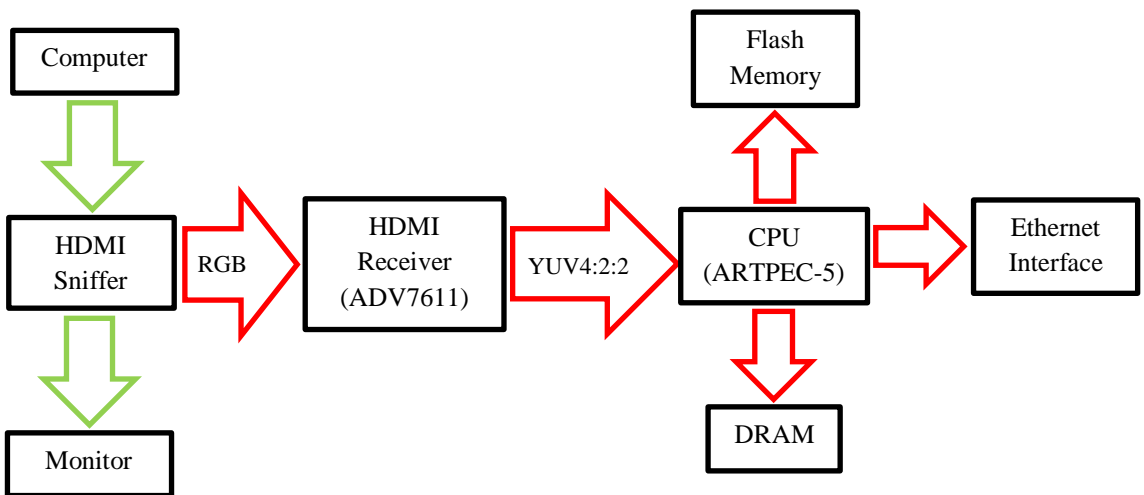 Computer
Flash
Memory
HDMI
Sniffer
RGB
HDMI
Receiver
(ADV7611)
YUV4:2:2
CPU
(ARTPEC-5)
Ethernet
Interface
Monitor
DRAM